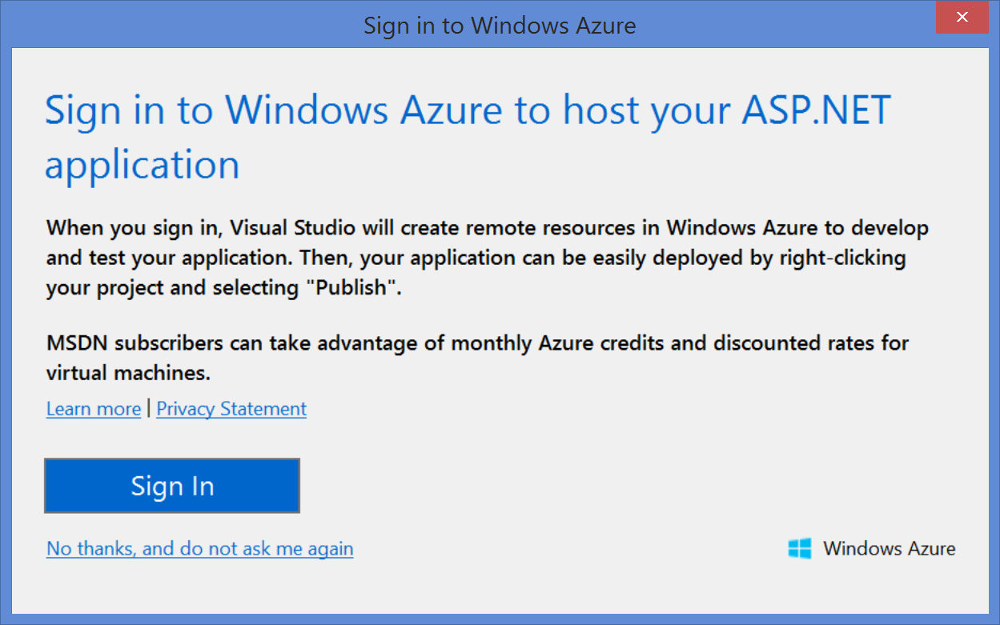 Sign in to Windows Azure
Sign in to Windows Azure to host your ASP.NET
application
When you sign in, Visual Studio will create remote resources in Windows Azure to develop
and test your application. Then, your application can be easily deployed by right-clicking
your project and selecting "Publish".
MSDN subscribers can take advantage of monthly Azure credits and discounted rates for
virtual machines.
Learn more | Privacy Statement
Sign In
No thanks, and do not ask me again
Windows Azure